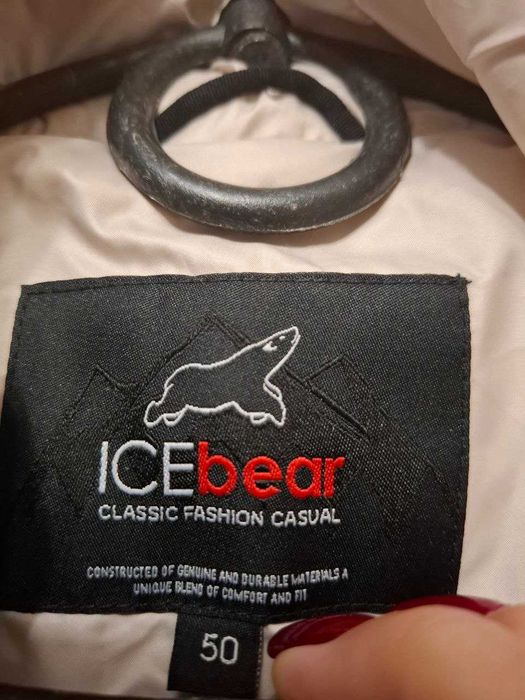 ICEbear
CLASSIC FASHION CASUAL
CONSTRUCTED OF GENUINE AND DURABLE MATERIALS A
UNIQUE BLEND OF COMFORT AND FIT
50